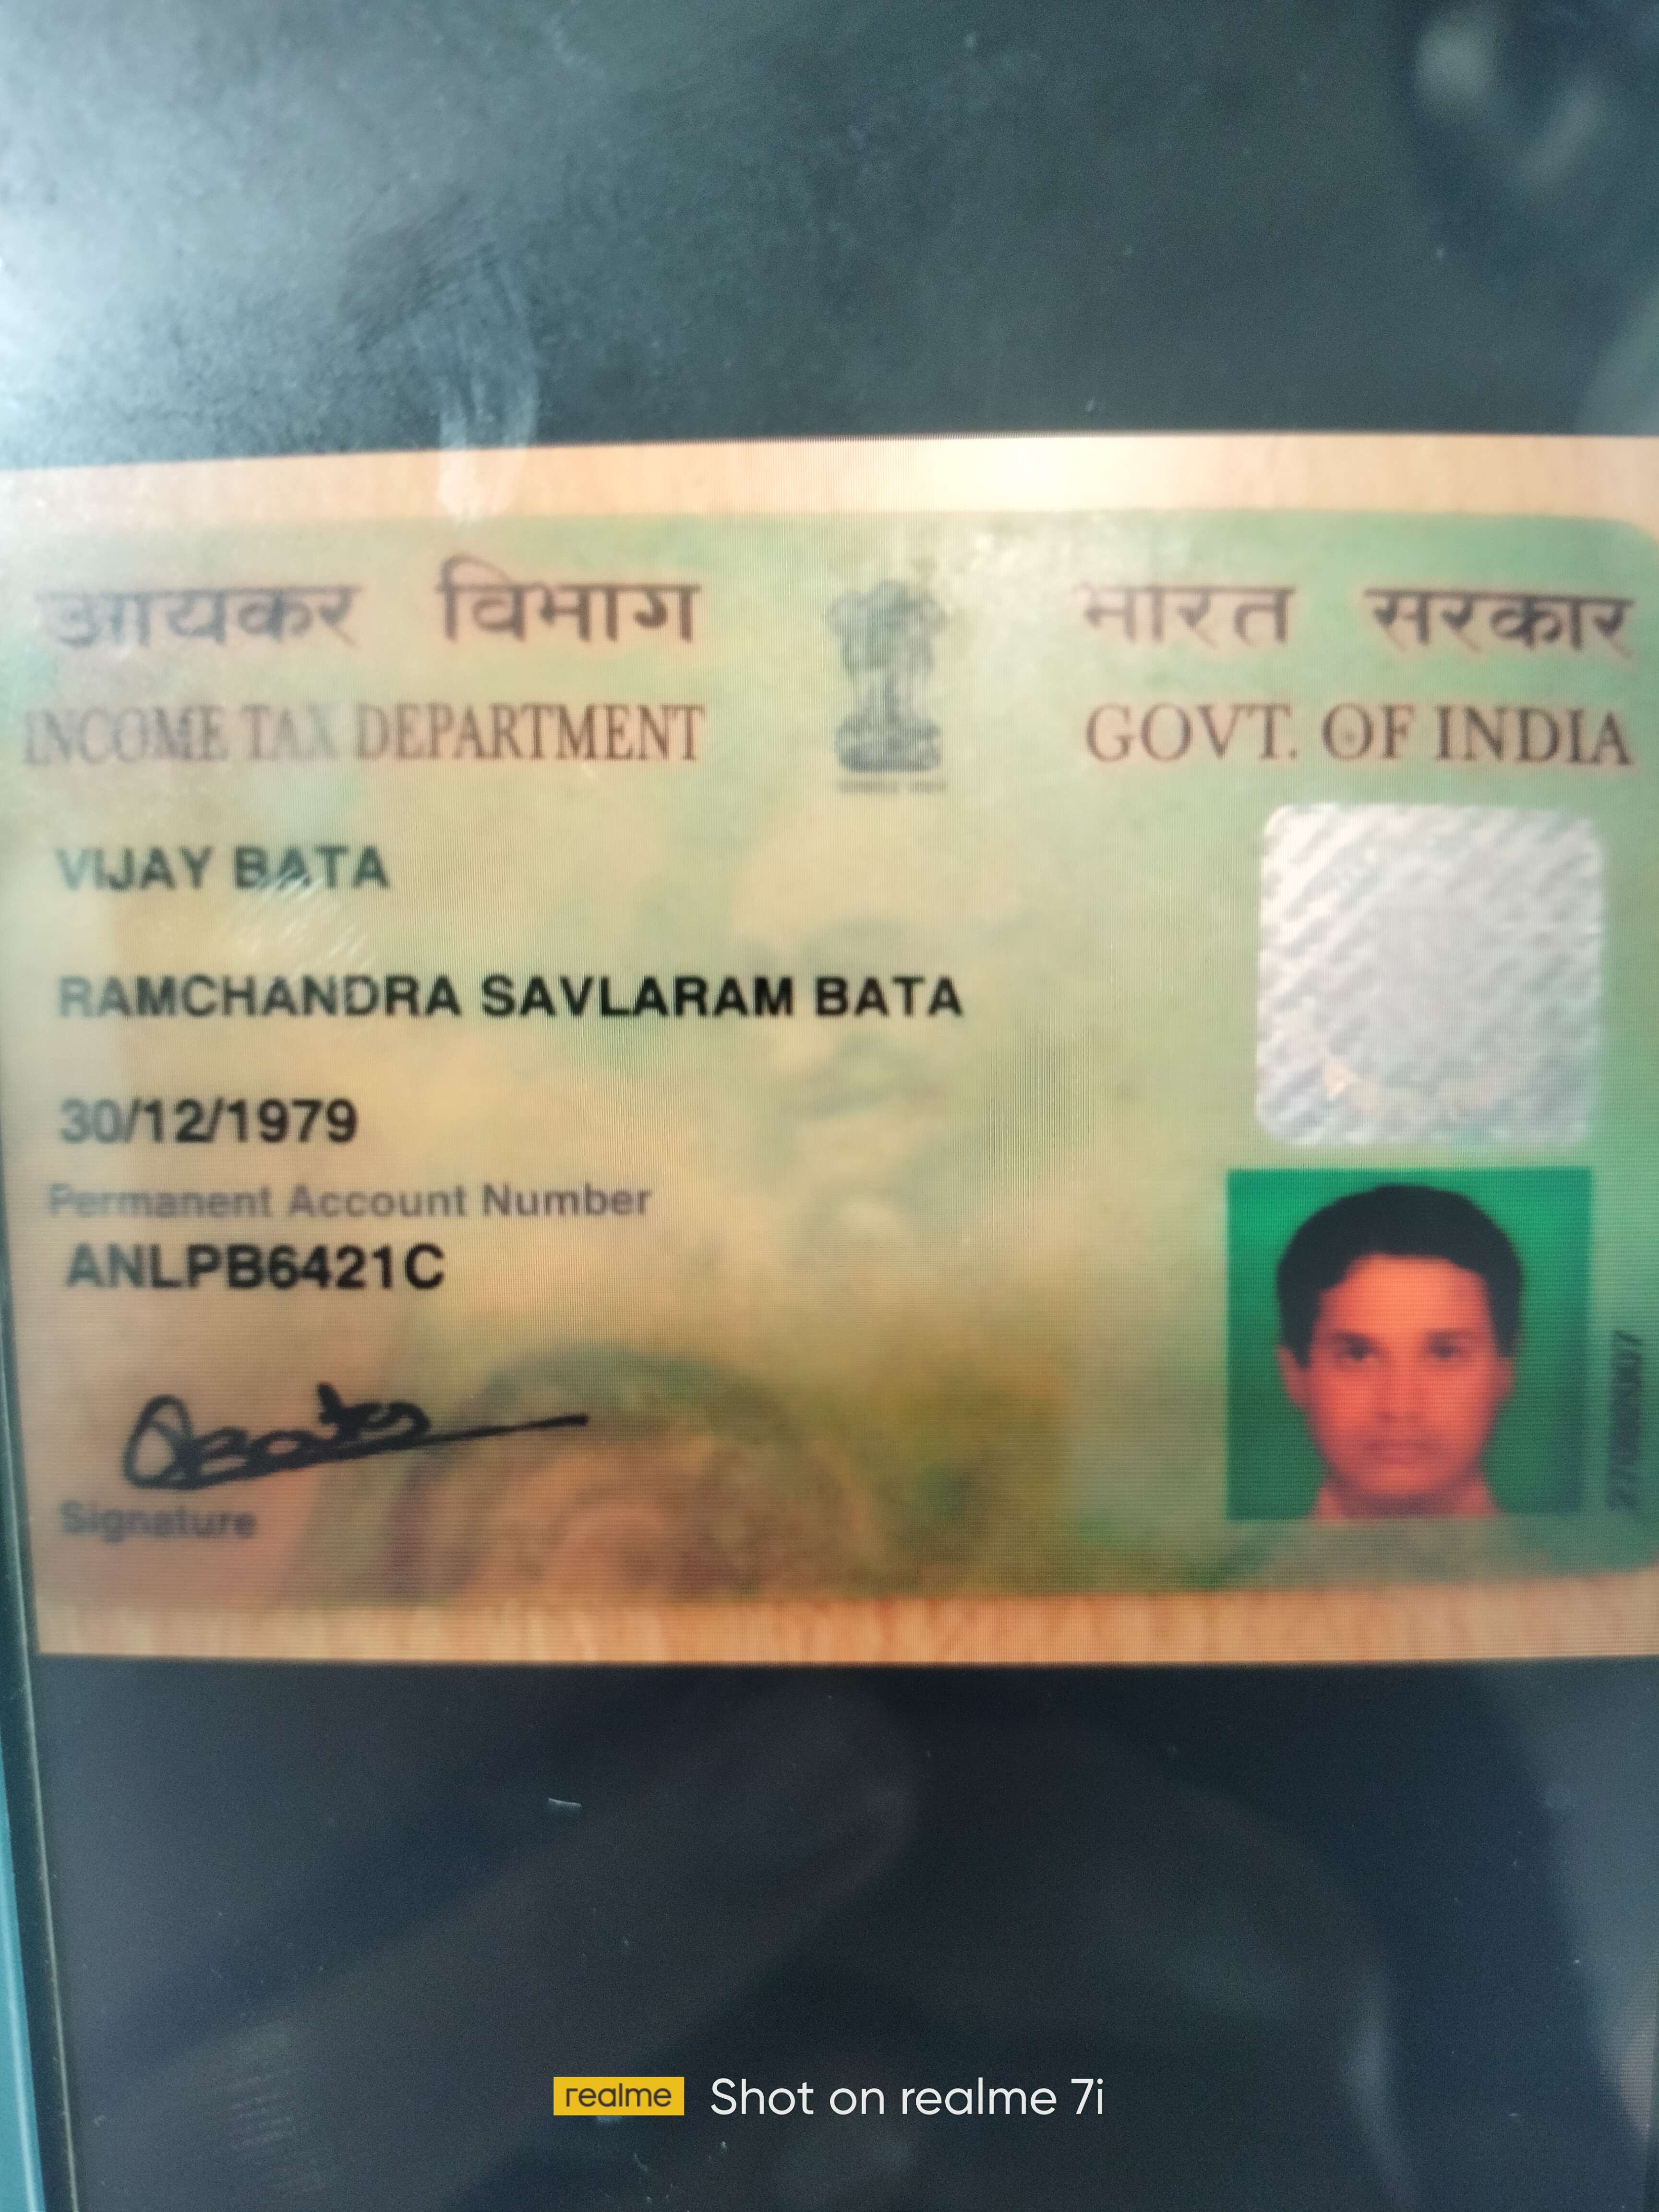 आयकर विभाग
भारत सरकार
INCOME TAX DEPARTMENT
GOVT. OF INDIA
VIJAY BATA
RAMCHANDRA SAVLARAM BATA
30/12/1979
Permanent Account Number
ANLPB6421C
Signature
realme Shot on realme 7i